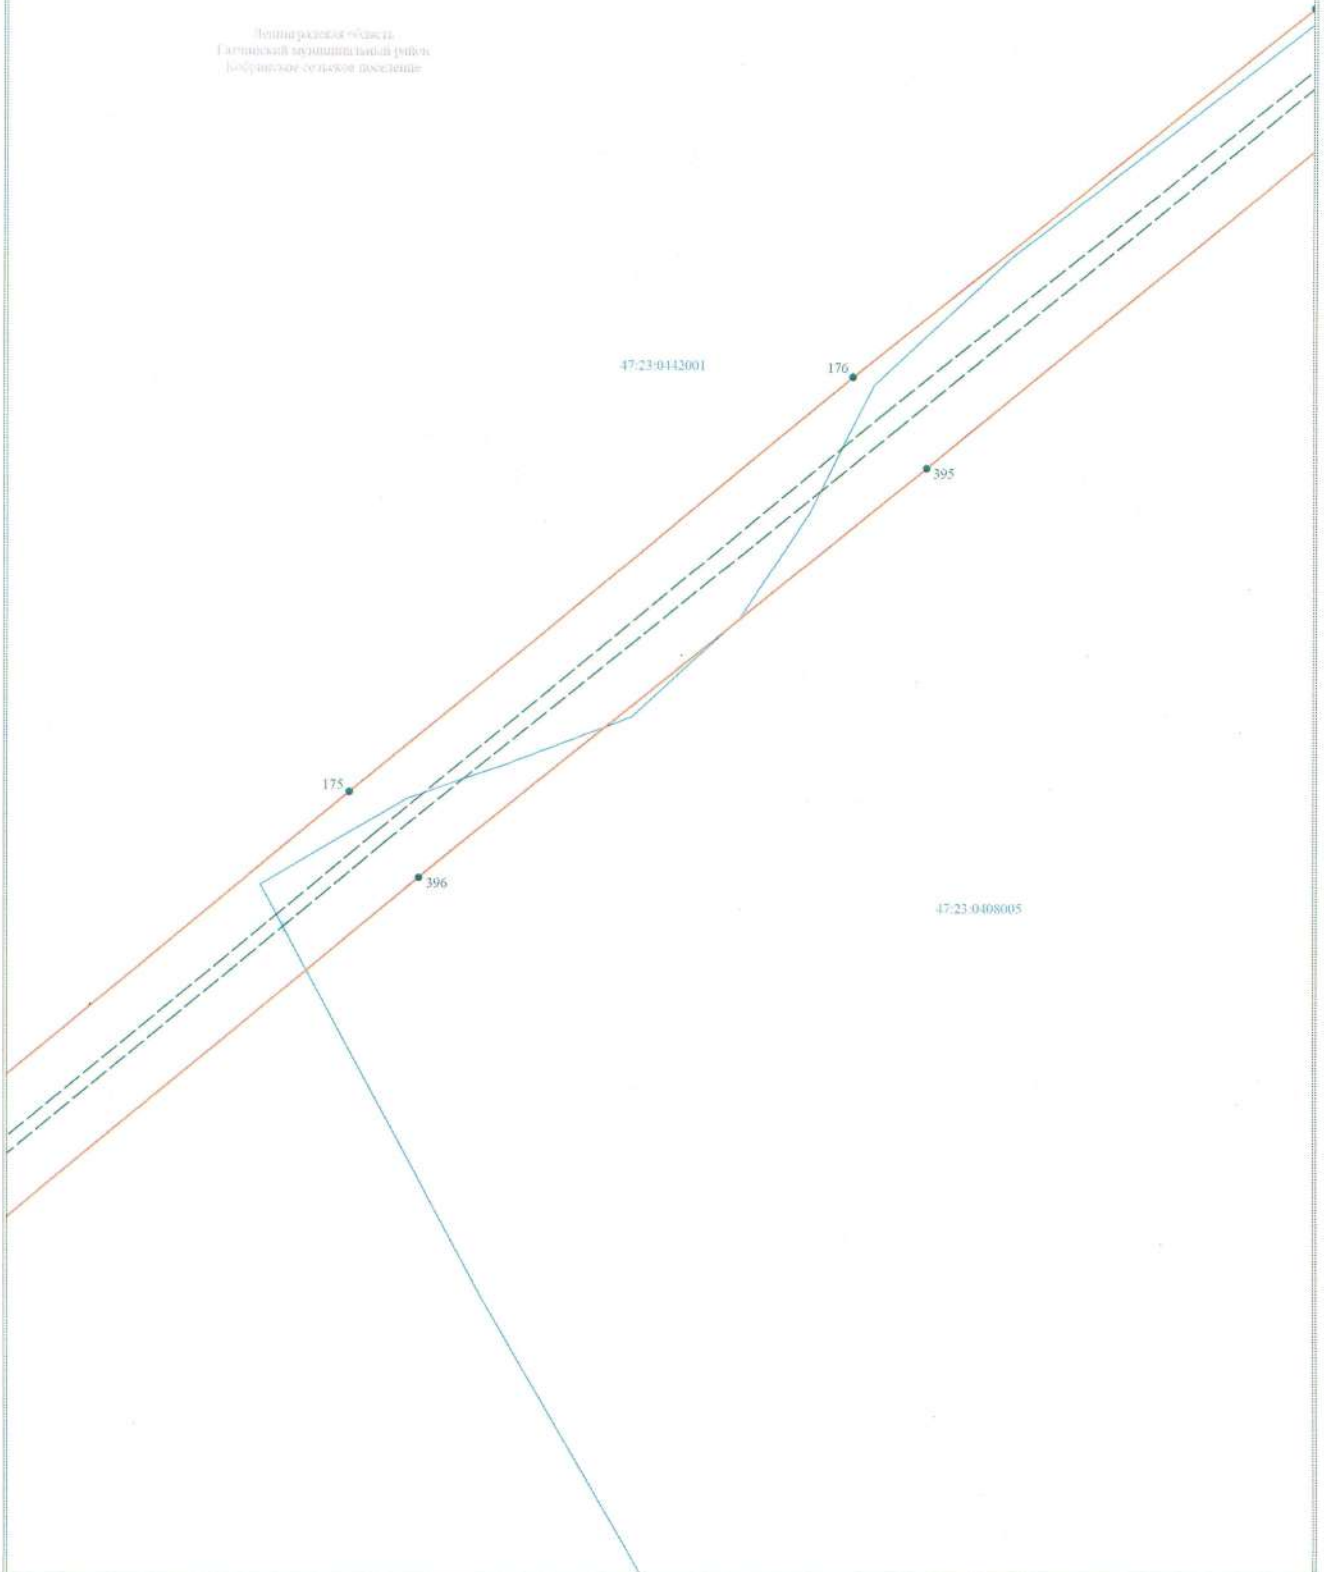 Ленинградская область
Гатчинский муниципальный район
Кобринское сельское поселение
47:23:0442001
176
395
175
396
47:23:0408005